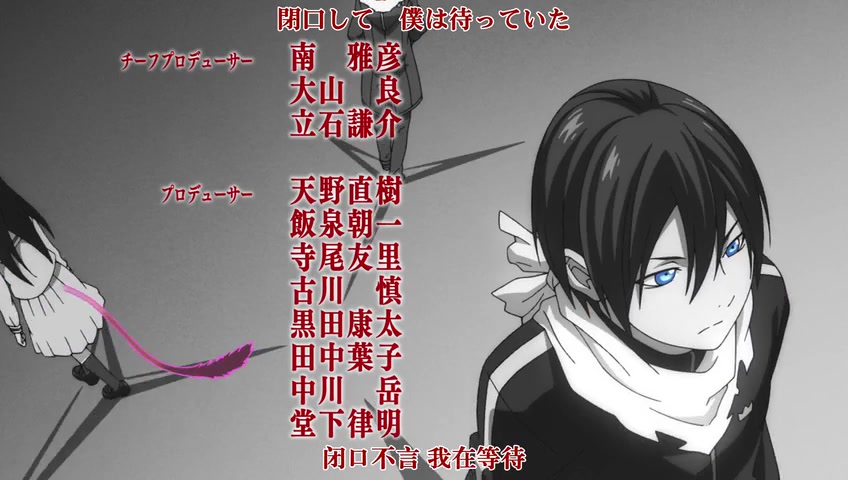 閉口して 僕は待っていた
チーフプロデューサー 南 雅彦
大山 良
立石謙介
プロデューサー 天野直樹
飯泉朝一
寺尾友里
古川 慎
黒田康太
田中葉子
中川 岳
堂下律明
闭口不言 我在等待